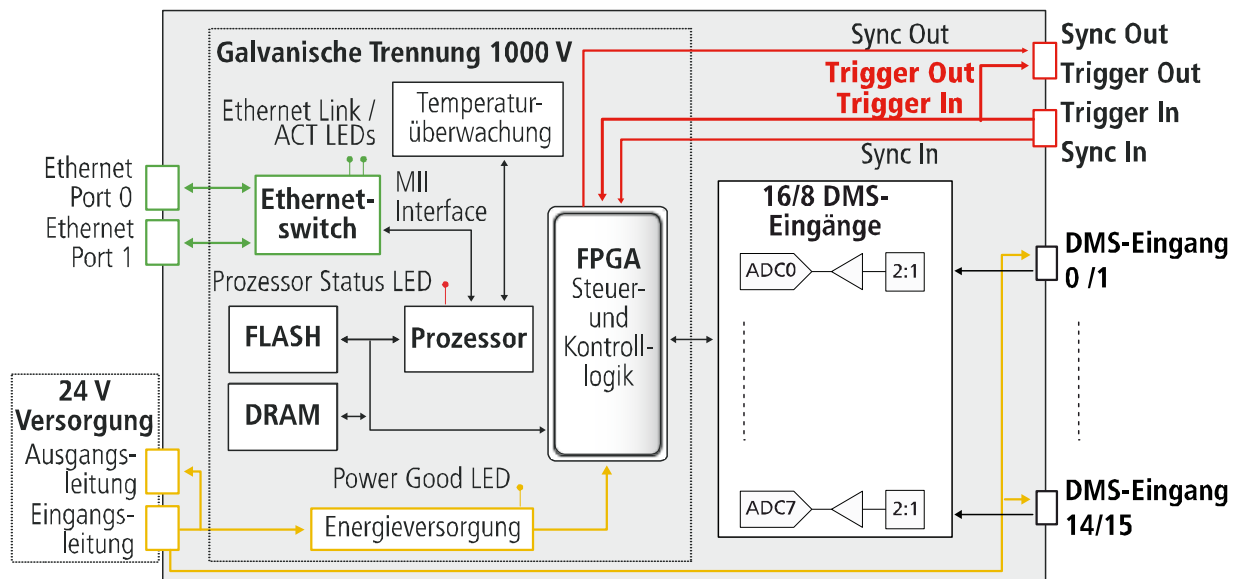 Galvanische Trennung 1000 V
Ethernet Link /
ACT LEDs
Temperatur-
überwachung
Sync Out
Trigger Out
Trigger In
Sync In
Sync Out
Trigger Out
Trigger In
Sync In
Ethernet
Port 0
Ethernet
Port 1
Ethernet-
switch
MII
Interface
Prozessor Status LED
FLASH
Prozessor
DRAM
FPGA
Steuer-
und
Kontroll-
logik
16/8 DMS-
Eingänge
ADC0
2:1
ADC7
2:1
DMS-Eingang
0 /1
DMS-Eingang
14/15
24 V
Versorgung
Ausgangs-
leitung
Eingangs-
leitung
Power Good LED
Energieversorgung